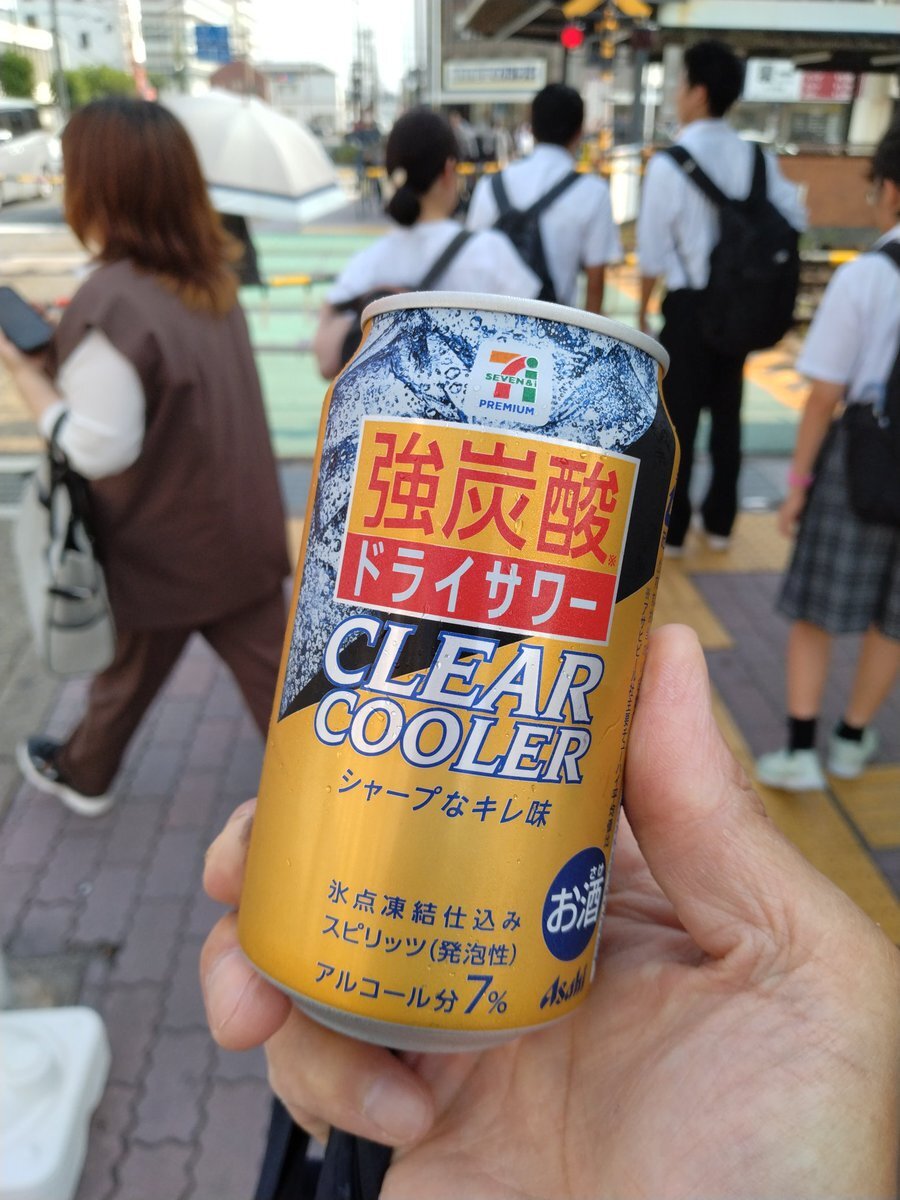 SEVEN&i
PREMIUM
強炭酸※
ドライサワー
CLEAR
COOLER
シャープなキレ味
さけ
お酒
氷点凍結仕込み
スピリッツ(発泡性)
アルコール分7%
Asahi